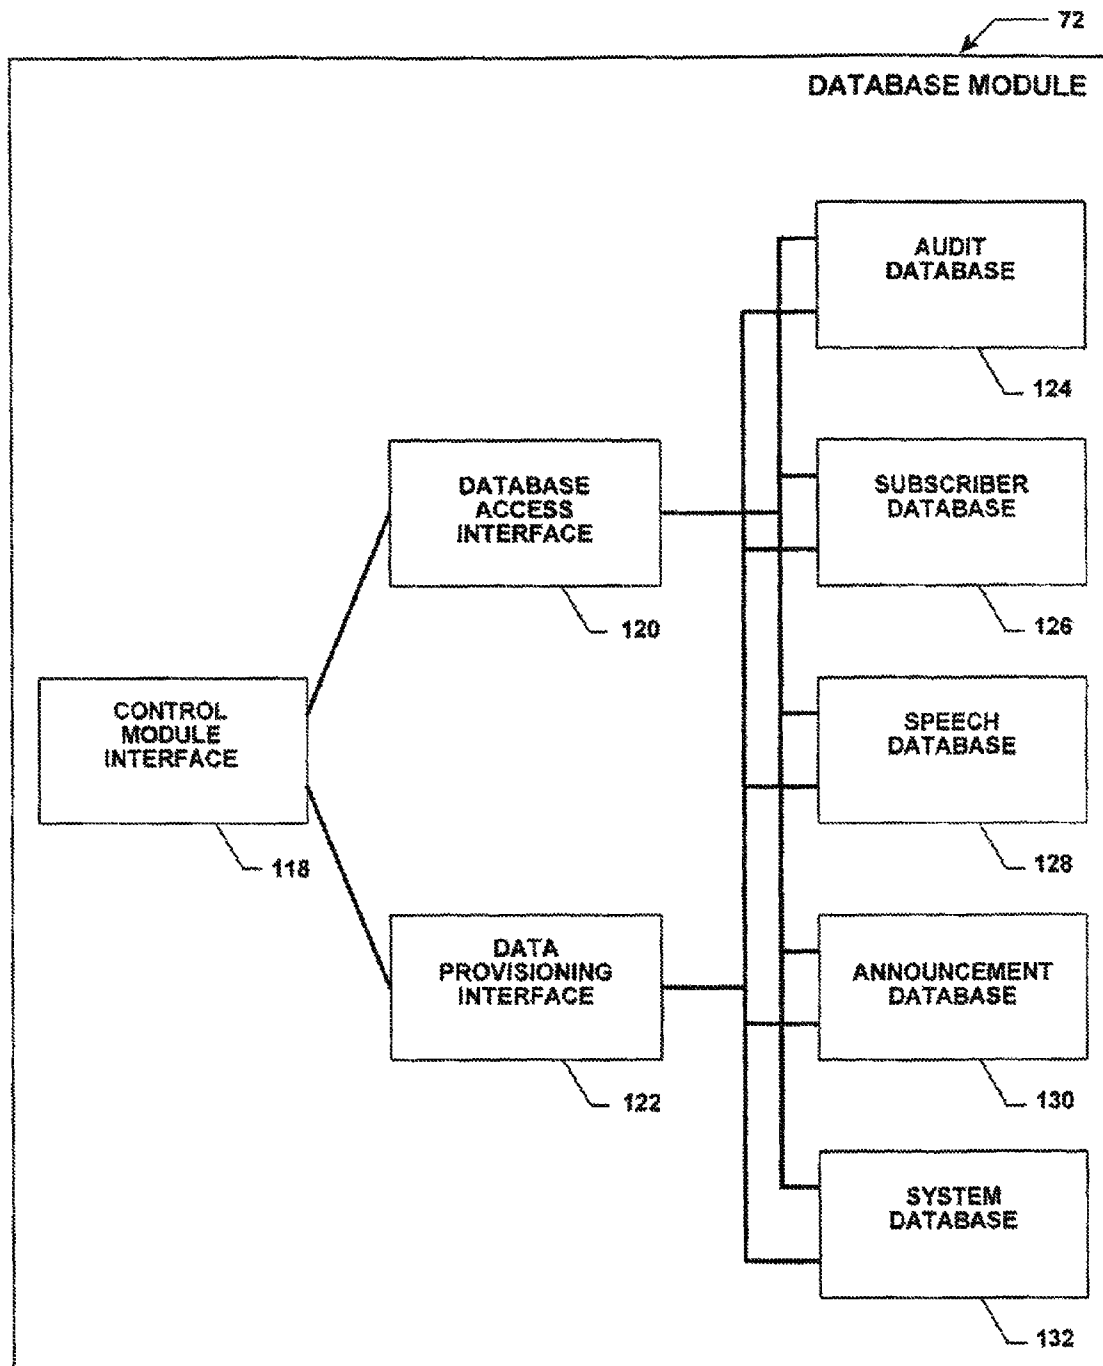 72
DATABASE MODULE
AUDIT
DATABASE
124
DATABASE
ACCESS
INTERFACE
120
SUBSCRIBER
DATABASE
126
CONTROL
MODULE
INTERFACE
118
SPEECH
DATABASE
128
DATA
PROVISIONING
INTERFACE
122
ANNOUNCEMENT
DATABASE
130
SYSTEM
DATABASE
132